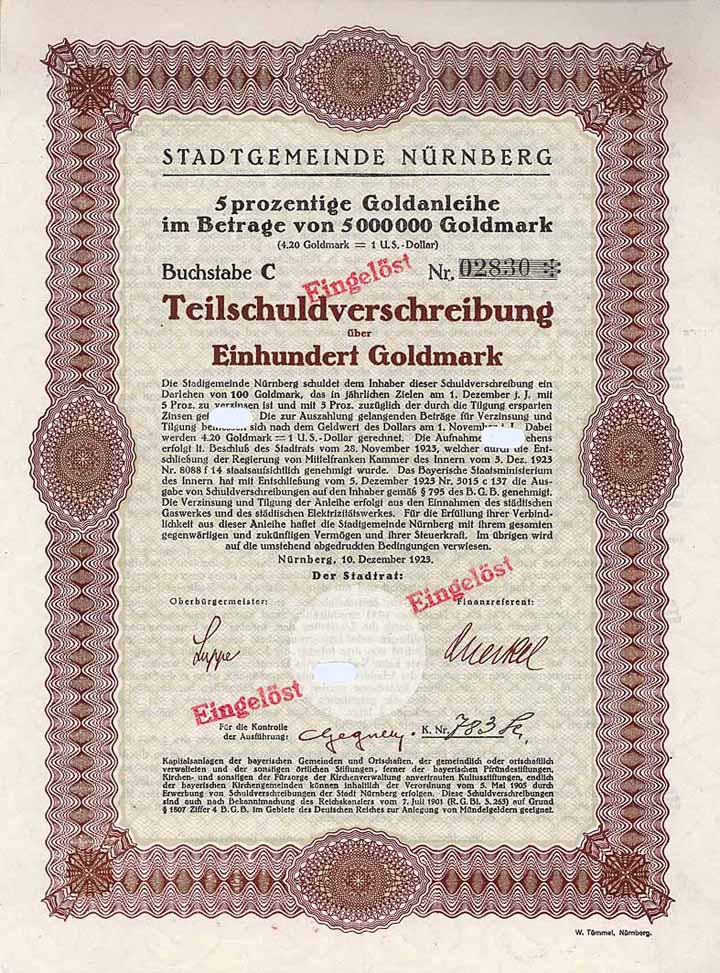 STADTGEMEINDE NÜRNBERG
5 prozentige Goldanleihe
im Betrage von 5 000 000 Goldmark
(4.20 Goldmark = 1 U.S.-Dollar)
Buchstabe C Nr. 02830
Eingelöst
Teilschuldverschreibung
über
Einhundert Goldmark
Die Stadtgemeinde Nürnberg schuldet dem Inhaber dieser Schuldverschreibung ein
Darlehen von 100 Goldmark, das in jährlichen Zielen am 1. Dezember j. J. mit
5 Proz. zu verzinsen ist und mit 3 Proz. zuzüglich der durch die Tilgung ersparten
Zinsen Die zur Auszahlung gelangenden Beträge für Verzinsung und
Tilgung sich nach dem Geldwert des Dollars am 1. November j. J. Dabei
werden 4.20 Goldmark = 1 U.S.-Dollar gerechnet. Die
erfolgt lt. Beschluß des Stadtrats vom 28. November 1923, welcher durch die Ent-
schließung der Regierung von Mittelfranken Kammer des Innern vom 3. Dez. 1923
Nr. 8088 f 14 staatsaufsichtlich genehmigt wurde. Das Bayerische Staatsministerium
des Innern hat mit Entschließung vom 5. Dezember 1923 Nr. 3015 c 137 die Aus-
gabe von Schuldverschreibungen auf den Inhaber gemäß § 795 des B. G. B. genehmigt.
Die Verzinsung und Tilgung der Anleihe erfolgt aus den Einnahmen des städtischen
Gaswerkes und des städtischen Elektrizitätswerkes. Für die Erfüllung ihrer Verbind-
lichkeit aus dieser Anleihe haftet die Stadtgemeinde Nürnberg mit ihrem gesamten
gegenwärtigen und zukünftigen Vermögen und ihrer Steuerkraft. Im übrigen wird
auf die umstehend abgedruckten Bedingungen verwiesen.
Nürnberg, 10. Dezember 1923.
Der Stadtrat:
Eingelöst
Oberbürgermeister: Finanzreferent:
Luppe Merkel
Eingelöst
Für die Kontrolle
der Ausführung: K. Nr. 783
Kapitalsanlagen der bayerischen Gemeinden und Ortschaften, der gemeindlich oder ortschaftlich
verwalteten und der sonstigen örtlichen Stiftungen, ferner der bayerischen Pfründestiftungen,
Kirchen- und sonstigen der Fürsorge der Kirchenverwaltung anvertrauten Kultusstiftungen, endlich
der bayerischen Kirchengemeinden können inhaltlich der Verordnung vom 5. Mai 1905 durch
Erwerbung von Schuldverschreibungen der Stadt Nürnberg erfolgen. Diese Schuldverschreibungen
sind auch nach Bekanntmachung des Reichskanzlers vom 7. Juli 1901 (R. G. Bl. S. 263) auf Grund
§ 1807 Ziffer 4 B. G. B. im Gebiete des Deutschen Reiches zur Anlegung von Mündelgeldern geeignet.
W. Tümmel, Nürnberg.